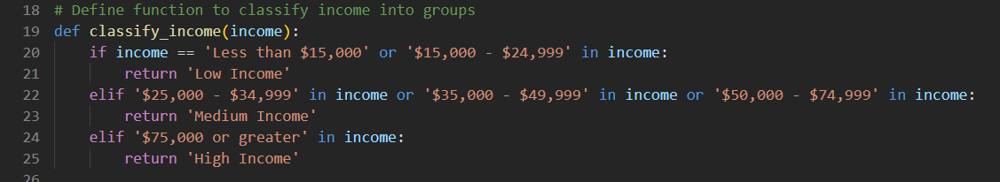 18 # Define function to classify income into groups
19 def classify_income(income):
20     if income == 'Less than $15,000' or '$15,000 - $24,999' in income:
21         return 'Low Income'
22     elif '$25,000 - $34,999' in income or '$35,000 - $49,999' in income or '$50,000 - $74,999' in income:
23         return 'Medium Income'
24     elif '$75,000 or greater' in income:
25         return 'High Income'
26